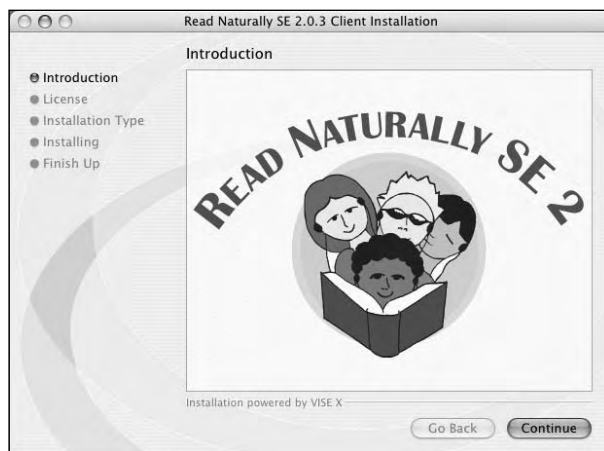 Read Naturally SE 2.0.3 Client Installation
Introduction
Introduction
License
Installation Type
Installing
Finish Up
READ NATURALLY SE 2
Installation powered by VISE X
Go Back
Continue